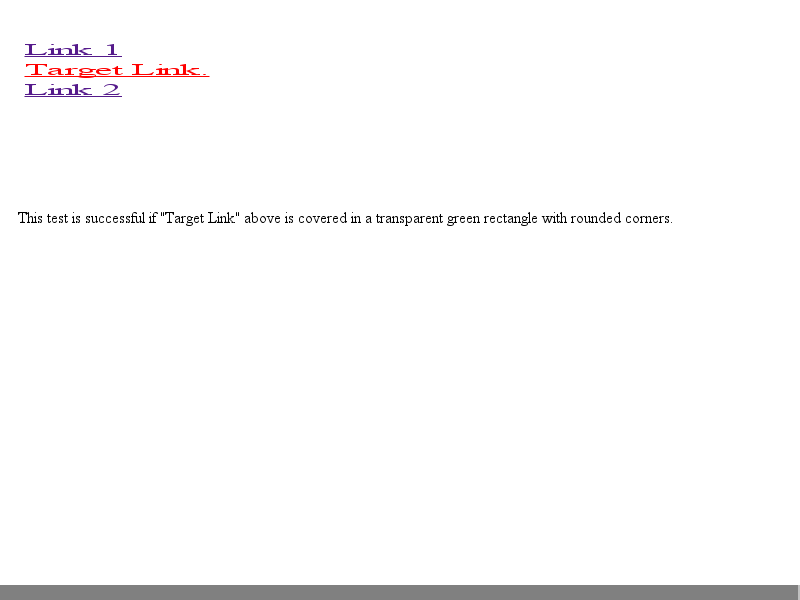 Link 1
Target Link.
Link 2
This test is successful if "Target Link" above is covered in a transparent green rectangle with rounded corners.